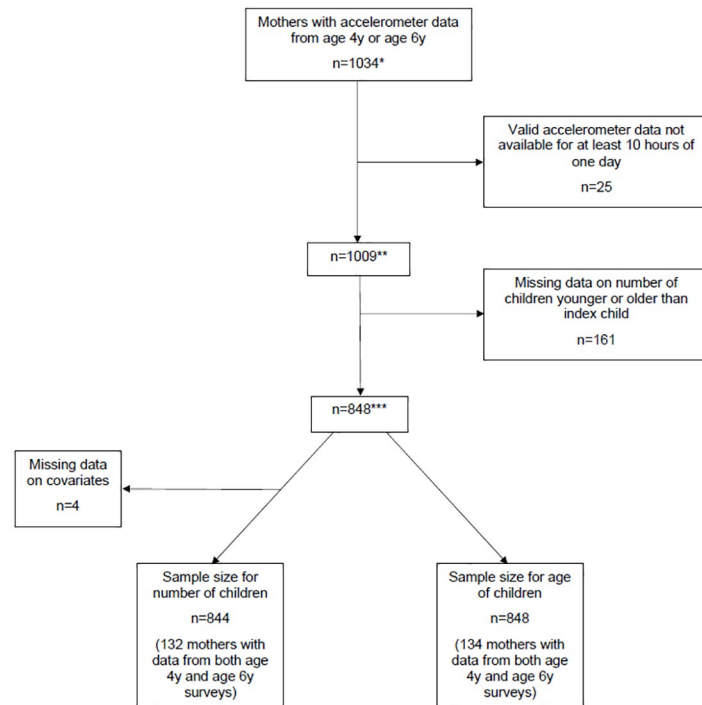 Mothers with accelerometer data
from age 4y or age 6y
n=1034*
Valid accelerometer data not
available for at least 10 hours of
one day
n=25
n=1009**
Missing data on number of
children younger or older than
index child
n=161
n=848***
Missing data
on covariates
n=4
Sample size for
number of children
n=844
(132 mothers with
data from both age
4y and age 6y
surveys)
Sample size for age
of children
n=848
(134 mothers with
data from both age
4y and age 6y
surveys)